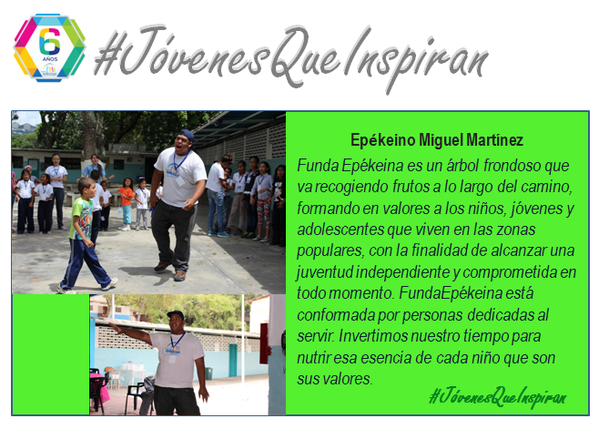 6
AÑOS
#JóvenesQueInspiran
Epékeino Miguel Martínez
Funda Epékeina es un árbol frondoso que
va recogiendo frutos a lo largo del camino,
formando en valores a los niños, jóvenes y
adolescentes que viven en las zonas
populares, con la finalidad de alcanzar una
juventud independiente y comprometida en
todo momento. FundaEpékeina está
conformada por personas dedicadas al
servir. Invertimos nuestro tiempo para
nutrir esa esencia de cada niño que son
sus valores.
#JóvenesQueInspiran